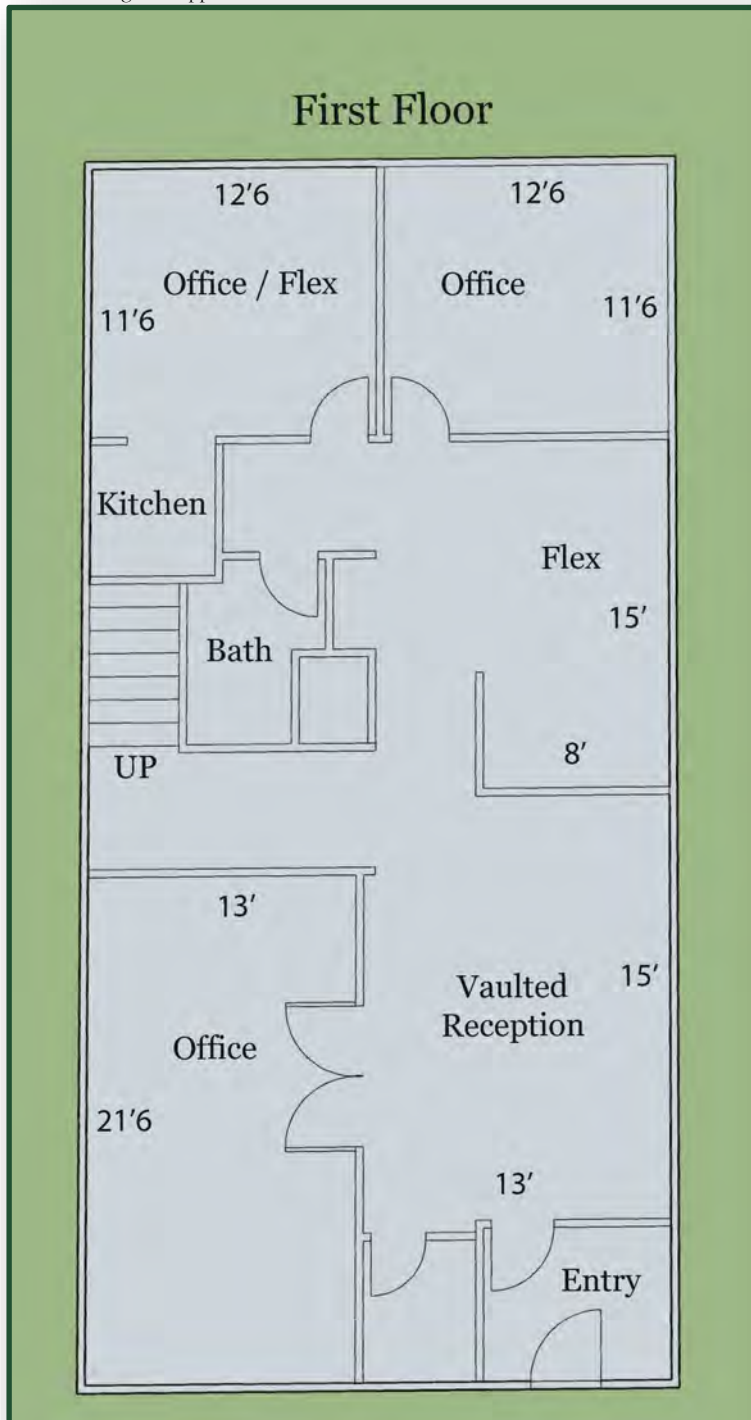 First Floor
12'6
12'6
Office / Flex
Office
11'6
11'6
Kitchen
Flex
15'
Bath
8'
UP
13'
Vaulted
Reception
15'
Office
21'6
13'
Entry